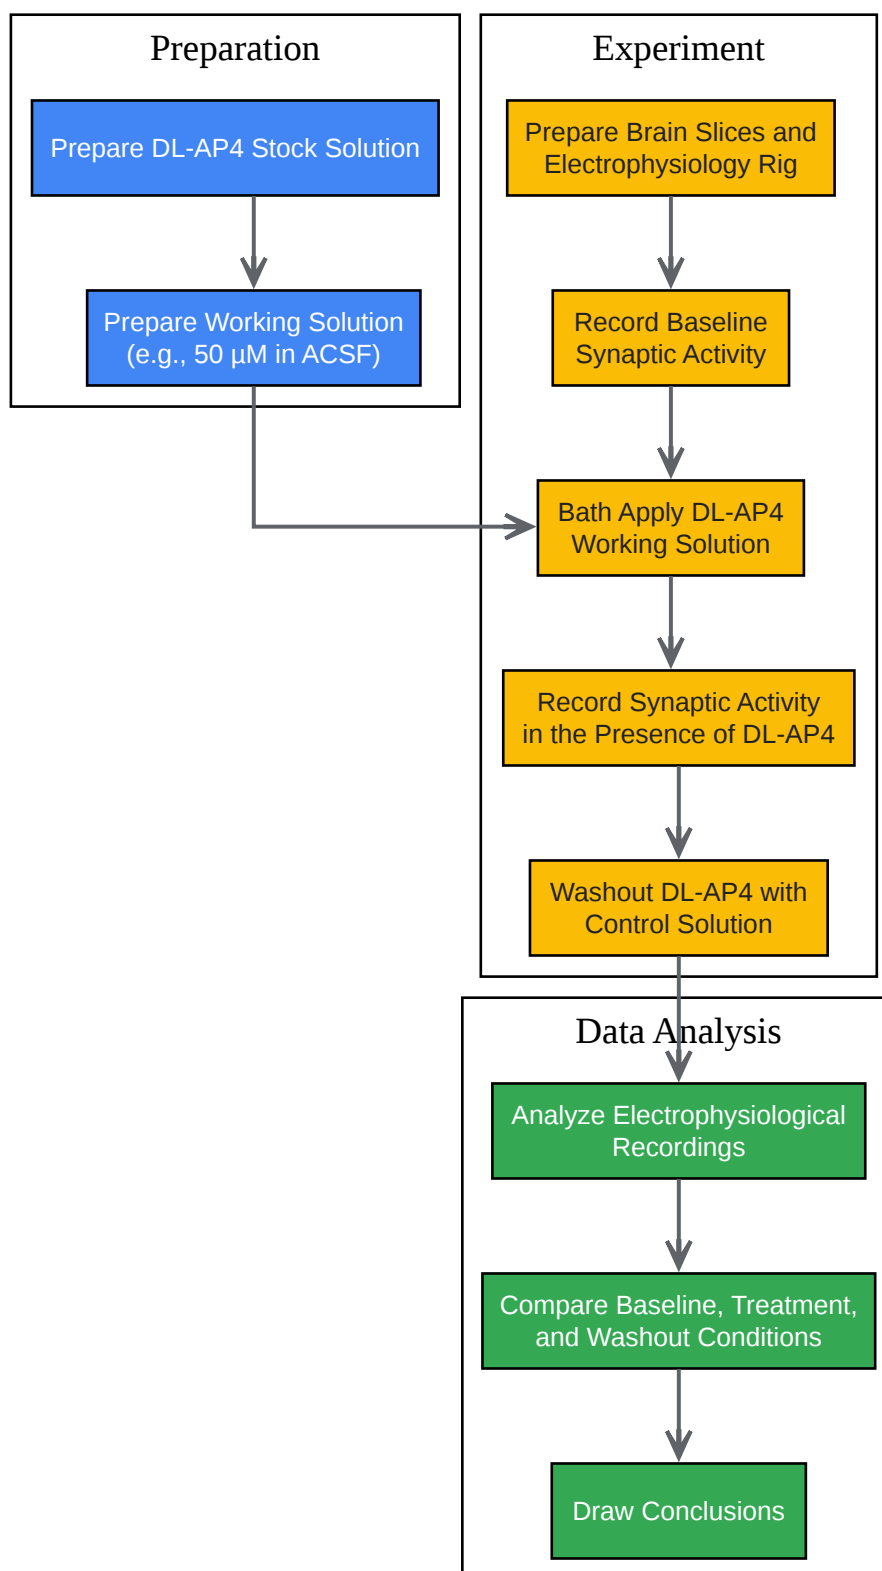 Preparation
Prepare DL-AP4 Stock Solution
Prepare Working Solution
(e.g., 50 µM in ACSF)
Experiment
Prepare Brain Slices and
Electrophysiology Rig
Record Baseline
Synaptic Activity
Bath Apply DL-AP4
Working Solution
Record Synaptic Activity
in the Presence of DL-AP4
Washout DL-AP4 with
Control Solution
Data Analysis
Analyze Electrophysiological
Recordings
Compare Baseline, Treatment,
and Washout Conditions
Draw Conclusions